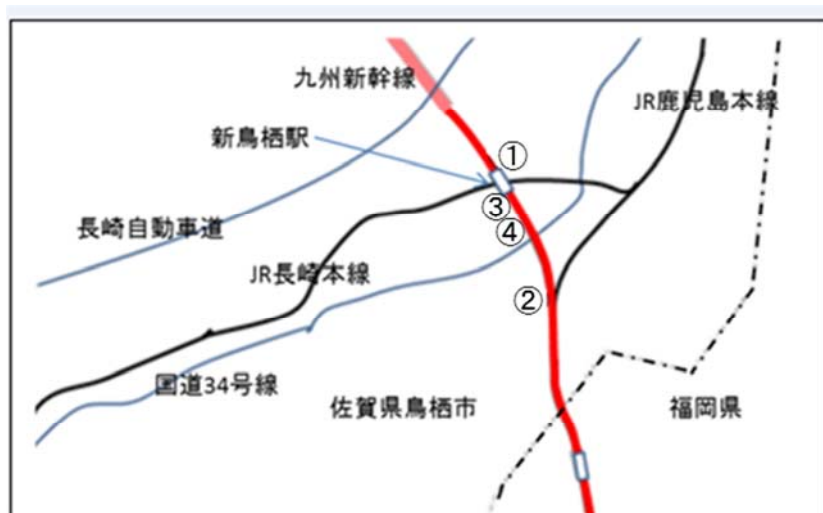 九州新幹線
JR鹿児島本線
新鳥栖駅
①
③
長崎自動車道
④
JR長崎本線
②
国道34号線
佐賀県鳥栖市
福岡県